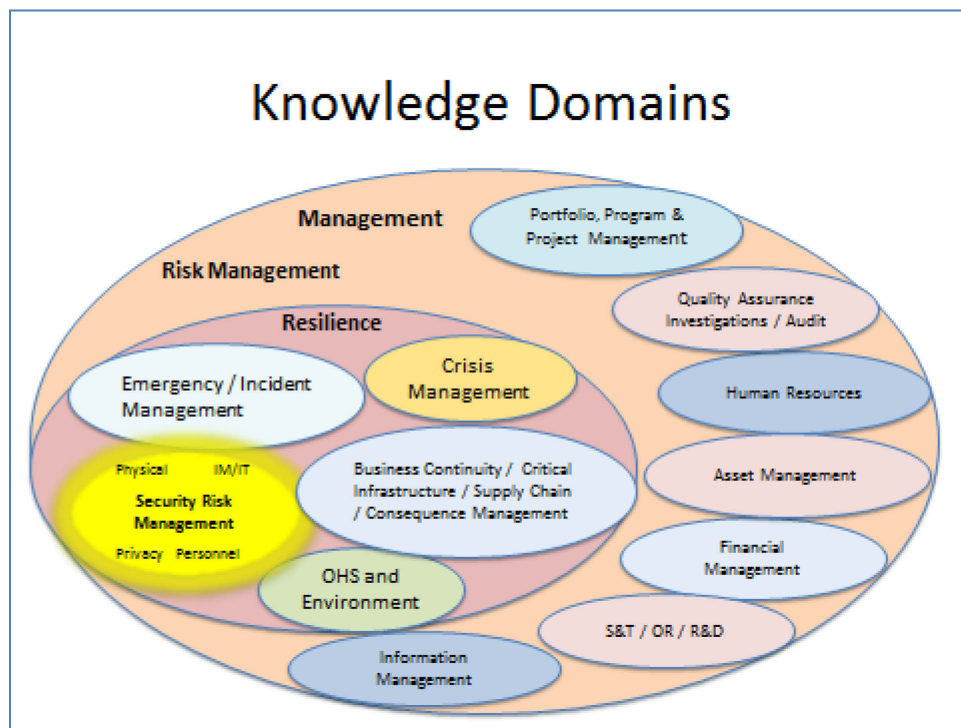 Knowledge Domains
Management
Portfolio, Program &
Project Management
Risk Management
Quality Assurance
Investigations / Audit
Resilience
Emergency / Incident
Management
Crisis
Management
Human Resources
Physical IM/IT
Security Risk
Management
Privacy Personnel
Business Continuity / Critical
Infrastructure / Supply Chain
/ Consequence Management
Asset Management
Financial
Management
OHS and
Environment
S&T / OR / R&D
Information
Management